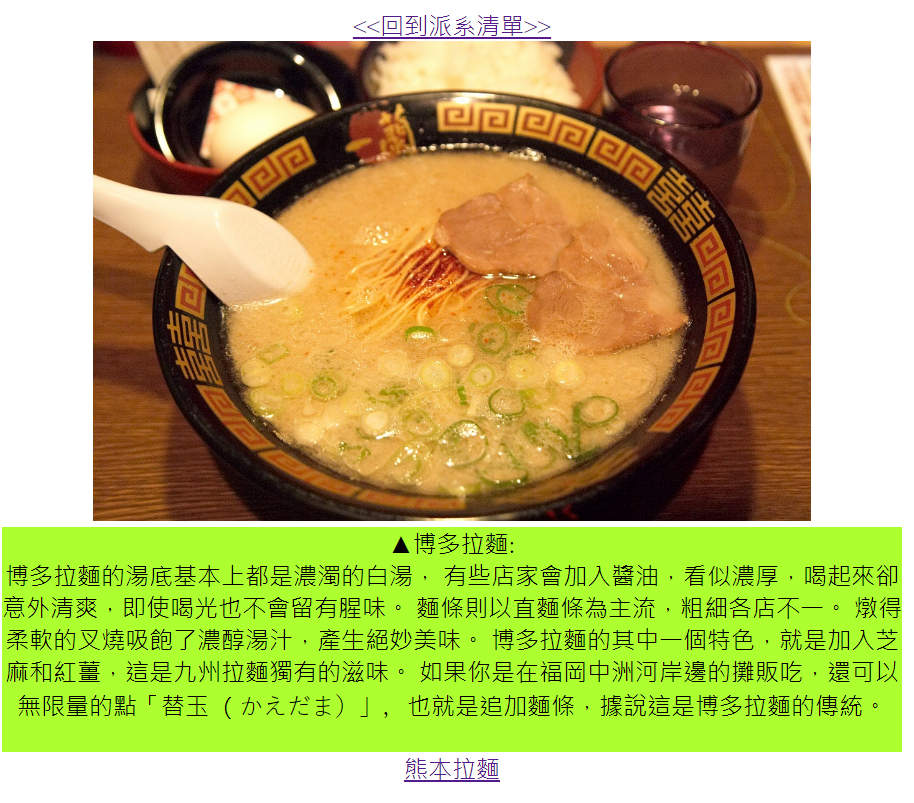 <<回到派系清單>>
一蘭
囍
囍
▲博多拉麵:
博多拉麵的湯底基本上都是濃濁的白湯， 有些店家會加入醬油，看似濃厚，喝起來卻
意外清爽，即使喝光也不會留有腥味。 麵條則以直麵條為主流，粗細各店不一。 燉得
柔軟的叉燒吸飽了濃醇湯汁，產生絕妙美味。 博多拉麵的其中一個特色，就是加入芝
麻和紅薑，這是九州拉麵獨有的滋味。 如果你是在福岡中洲河岸邊的攤販吃，還可以
無限量的點「替玉 （かえだま）」， 也就是追加麵條，據說這是博多拉麵的傳統。
熊本拉麵